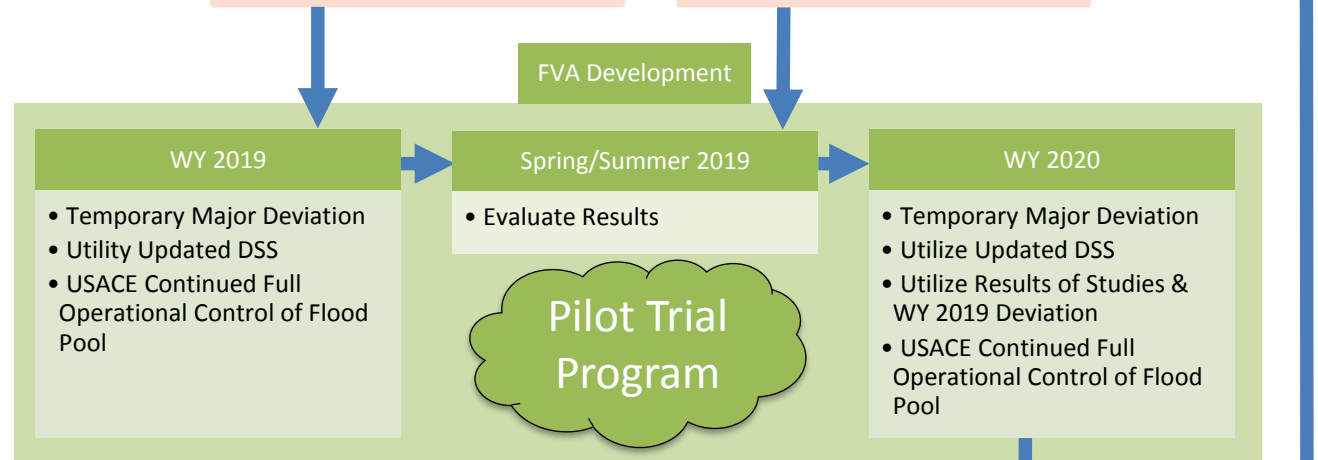 FVA Development
WY 2019
• Temporary Major Deviation
• Utility Updated DSS
• USACE Continued Full
Operational Control of Flood
Pool
Spring/Summer 2019
• Evaluate Results
Pilot Trial
Program
WY 2020
• Temporary Major Deviation
• Utilize Updated DSS
• Utilize Results of Studies &
WY 2019 Deviation
• USACE Continued Full
Operational Control of Flood
Pool